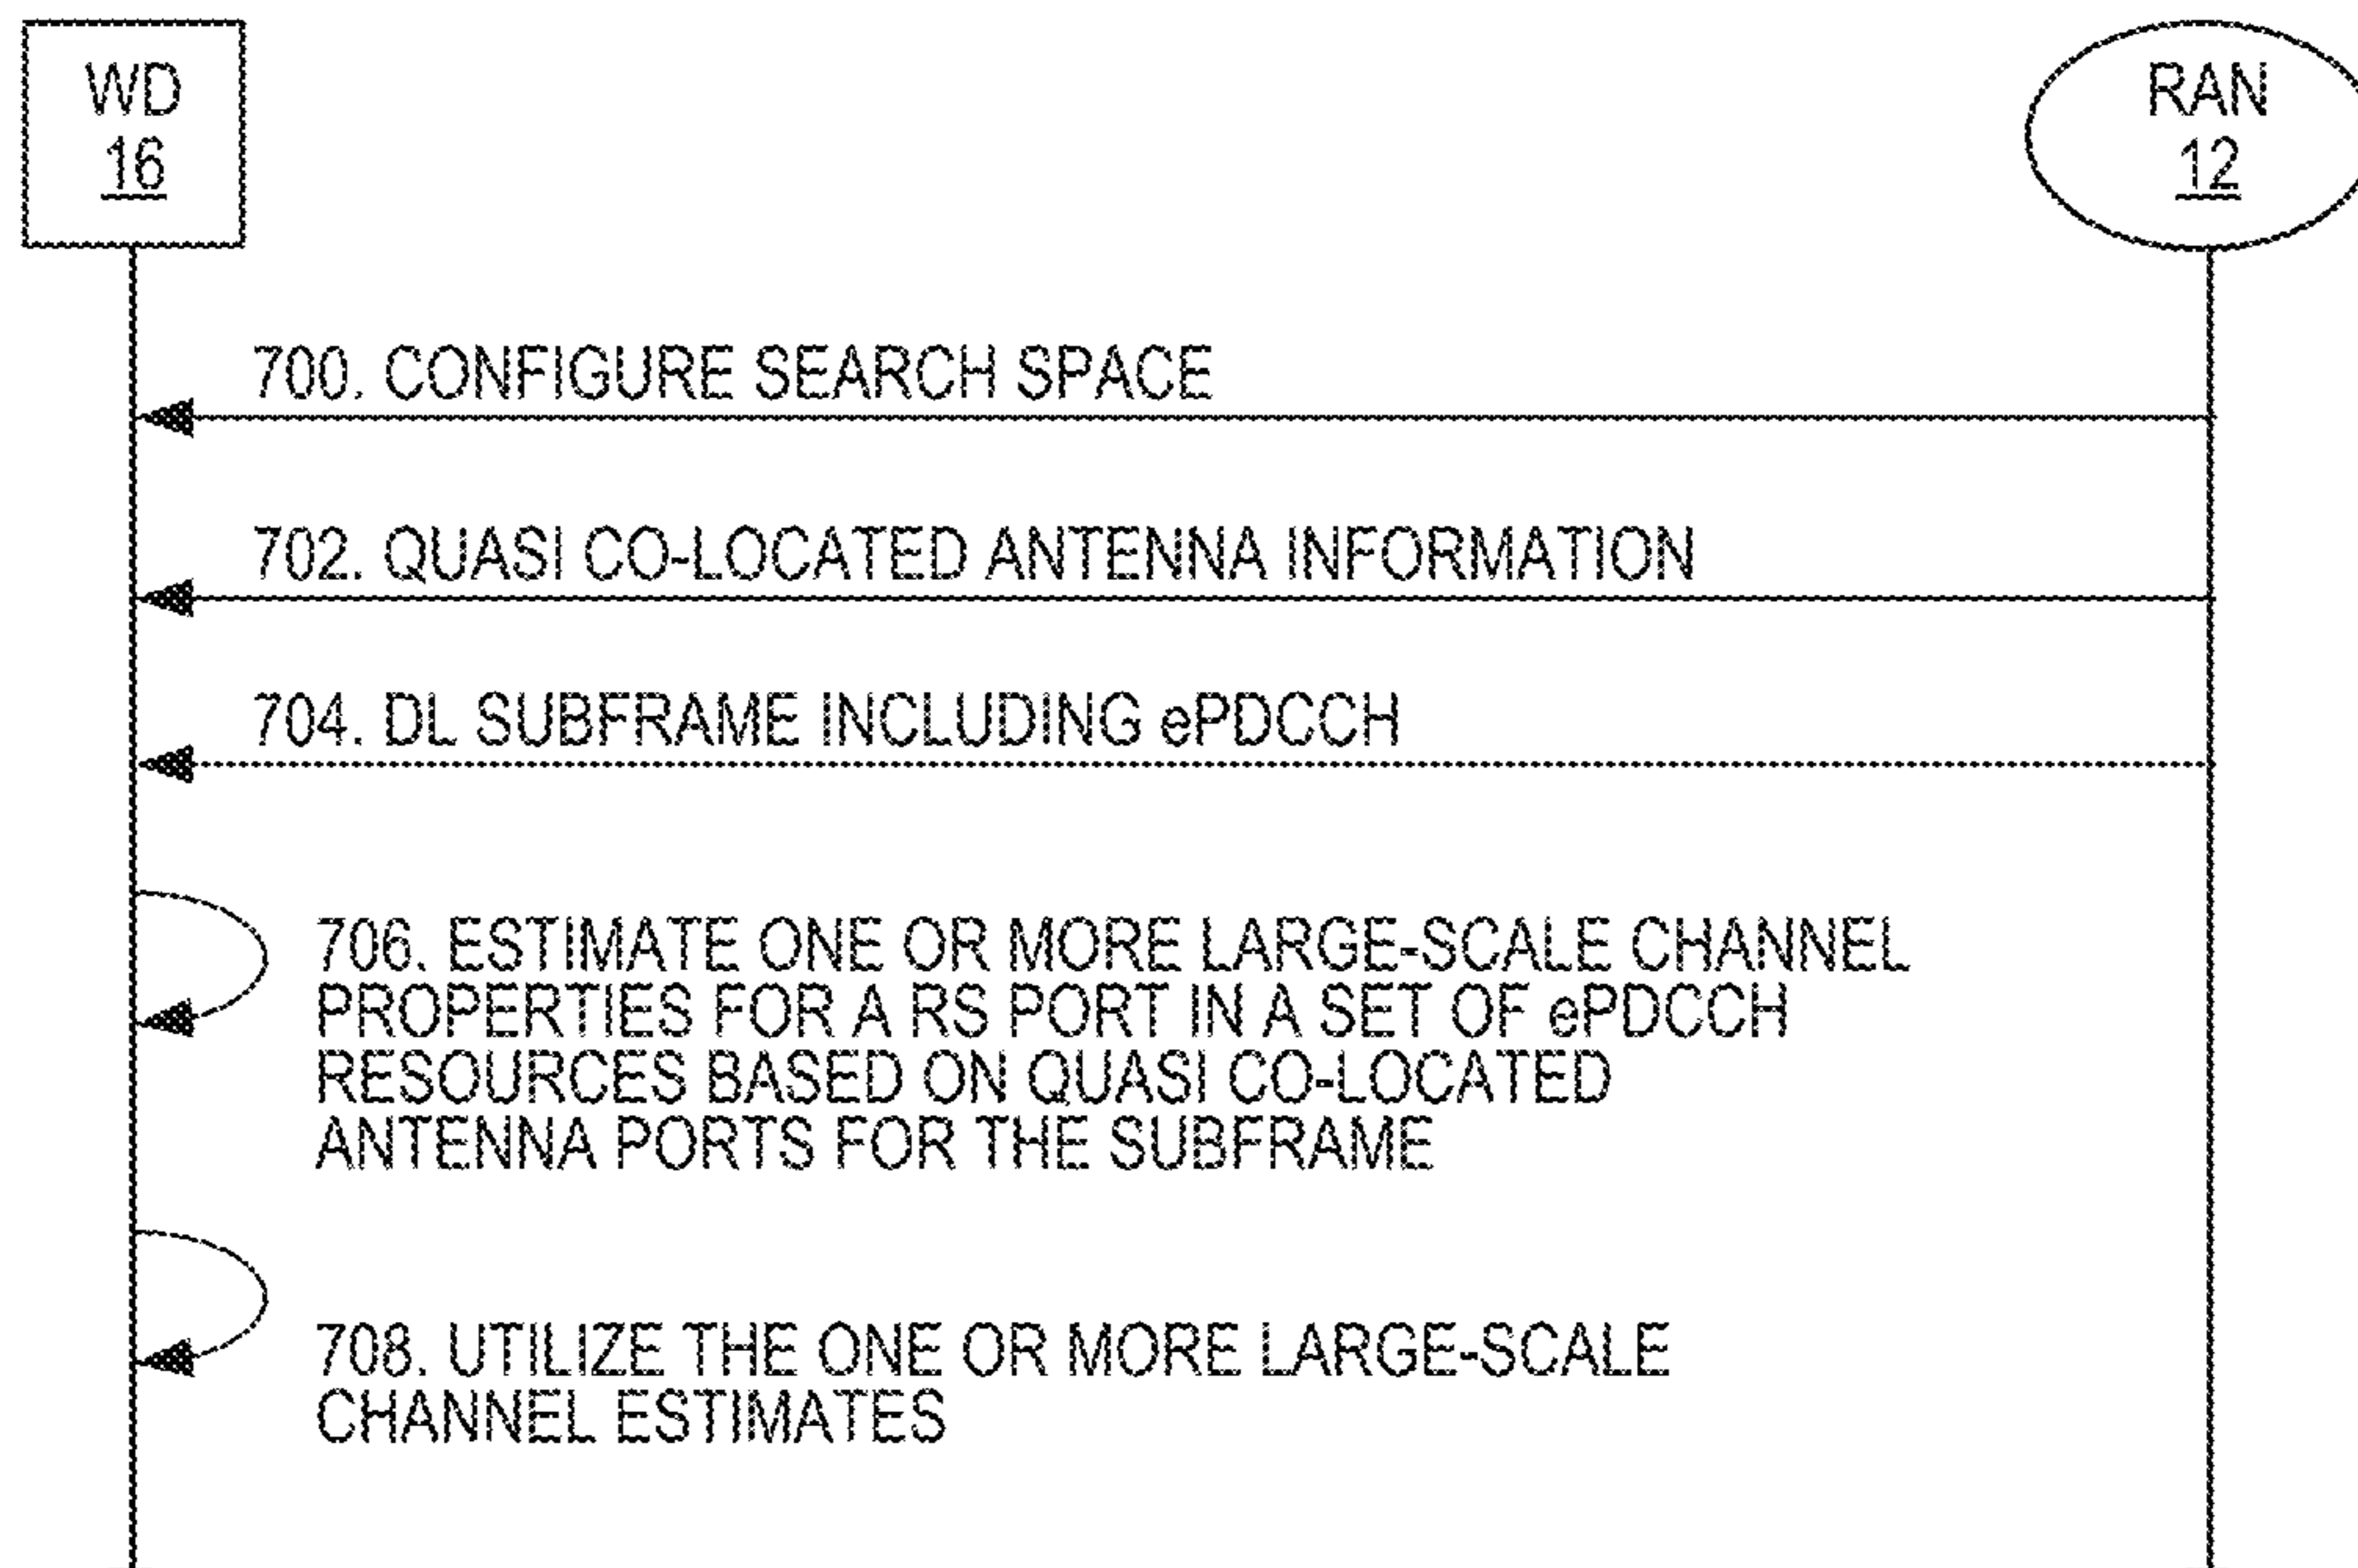 WD
16
RAN
12
700. CONFIGURE SEARCH SPACE
702. QUASI CO-LOCATED ANTENNA INFORMATION
704. DL SUBFRAME INCLUDING ePDCCH
706. ESTIMATE ONE OR MORE LARGE-SCALE CHANNEL
PROPERTIES FOR A RS PORT IN A SET OF ePDCCH
RESOURCES BASED ON QUASI CO-LOCATED
ANTENNA PORTS FOR THE SUBFRAME
708. UTILIZE THE ONE OR MORE LARGE-SCALE
CHANNEL ESTIMATES